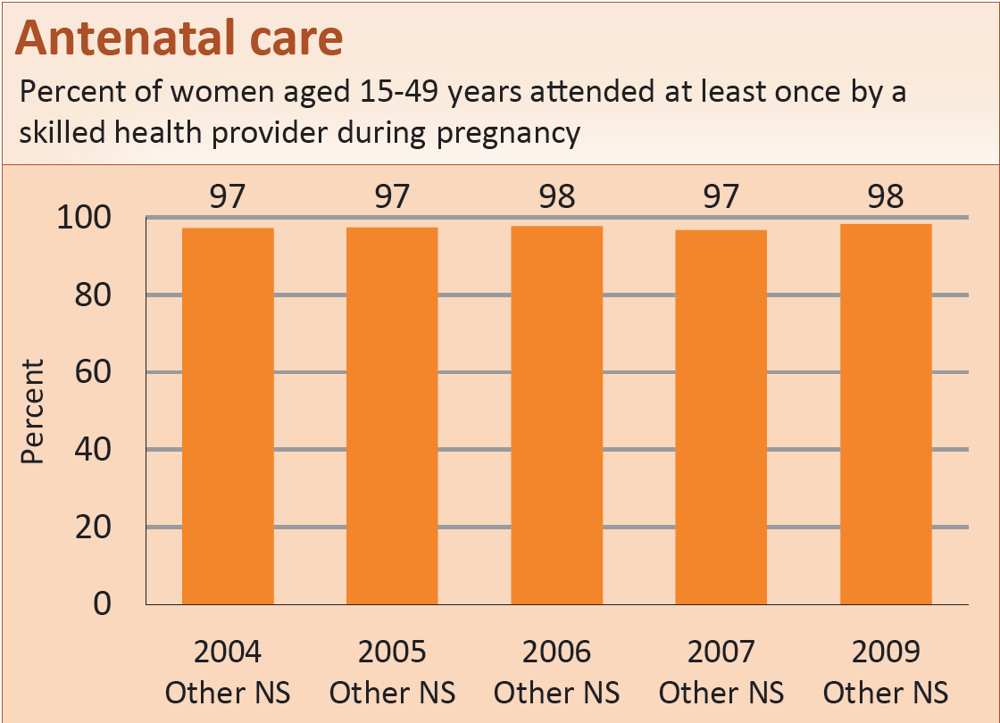 Antenatal care
Percent of women aged 15-49 years attended at least once by a
skilled health provider during pregnancy
97 97 98 97 98
100
80
60
40
20
0
Percent
2004 2005 2006 2007 2009
Other NS Other NS Other NS Other NS Other NS